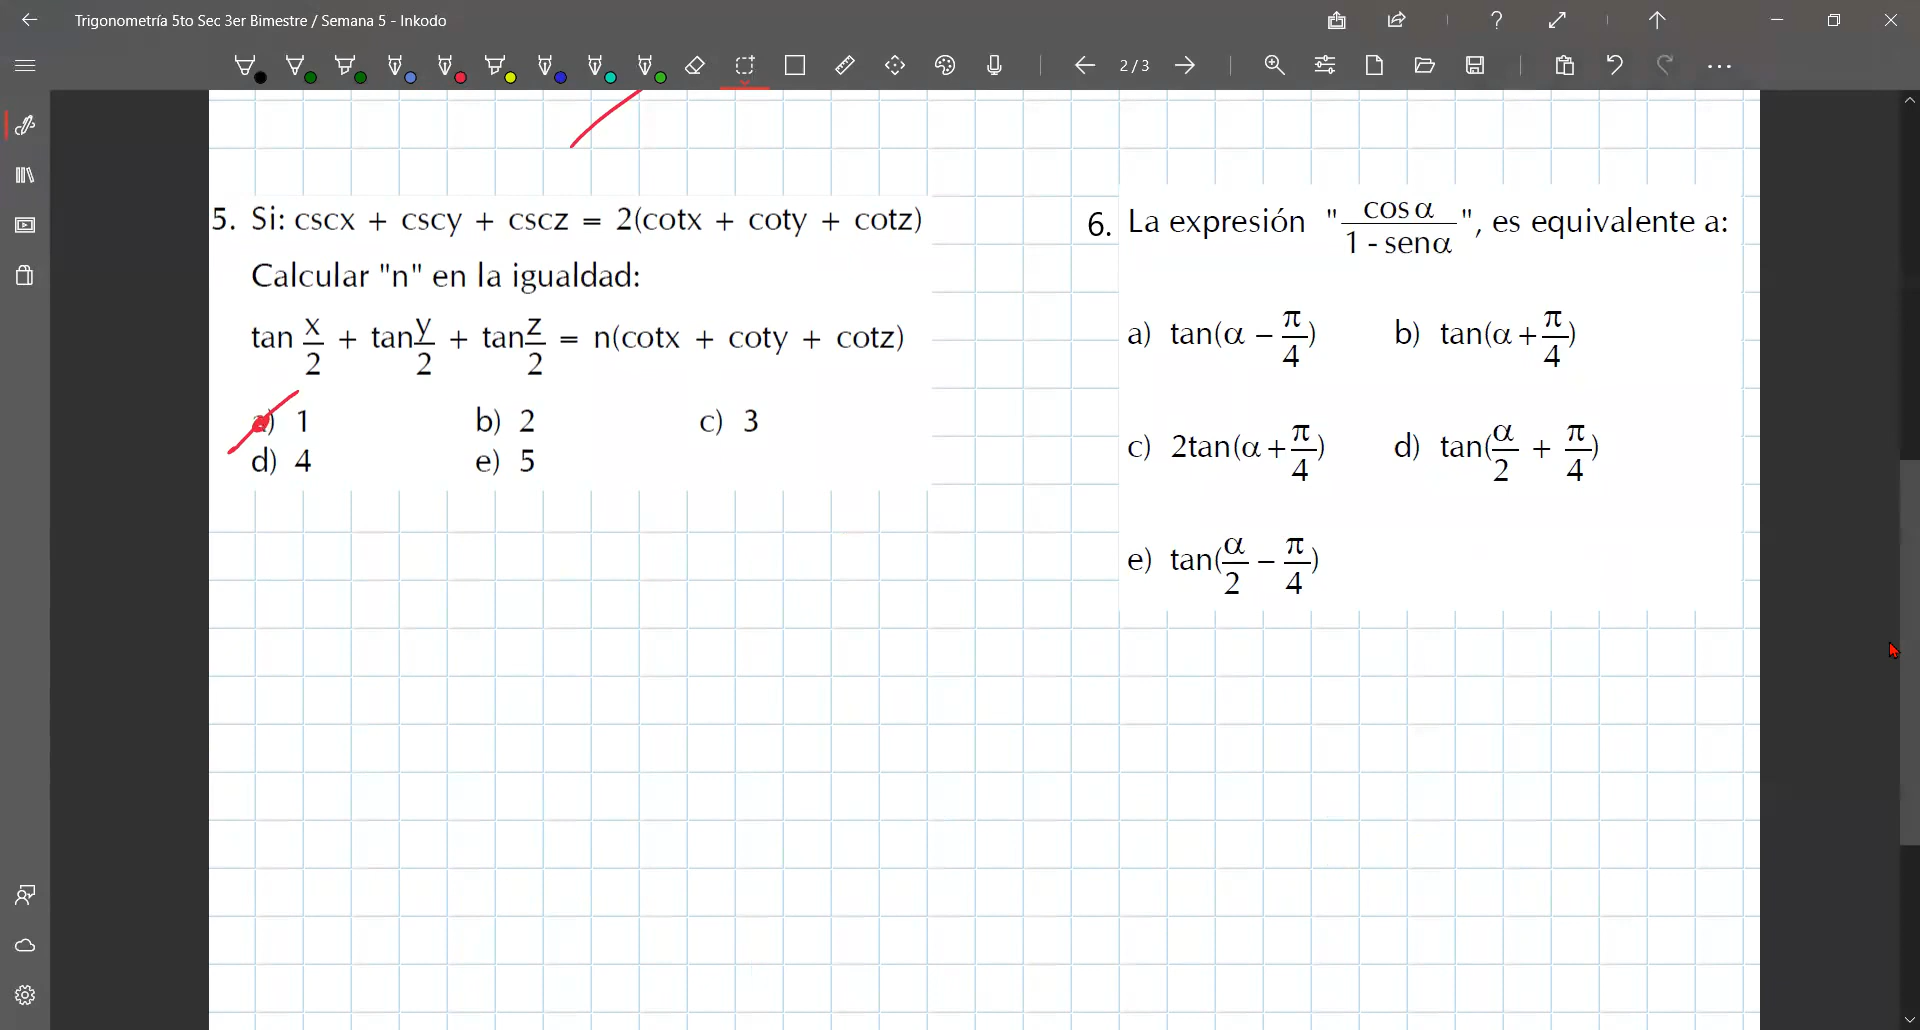 Trigonometría 5to Sec 3er Bimestre / Semana 5 - Inkodo
2 / 3
5. Si: cscx + cscy + cscz = 2(cotx + coty + cotz)
Calcular "n" en la igualdad:
tan x/2 + tan y/2 + tan z/2 = n(cotx + coty + cotz)
a) 1 b) 2 c) 3
d) 4 e) 5
6. La expresión "cos α / 1 - senα", es equivalente a:
a) tan(α − π/4) b) tan(α + π/4)
c) 2tan(α + π/4) d) tan(α/2 + π/4)
e) tan(α/2 − π/4)